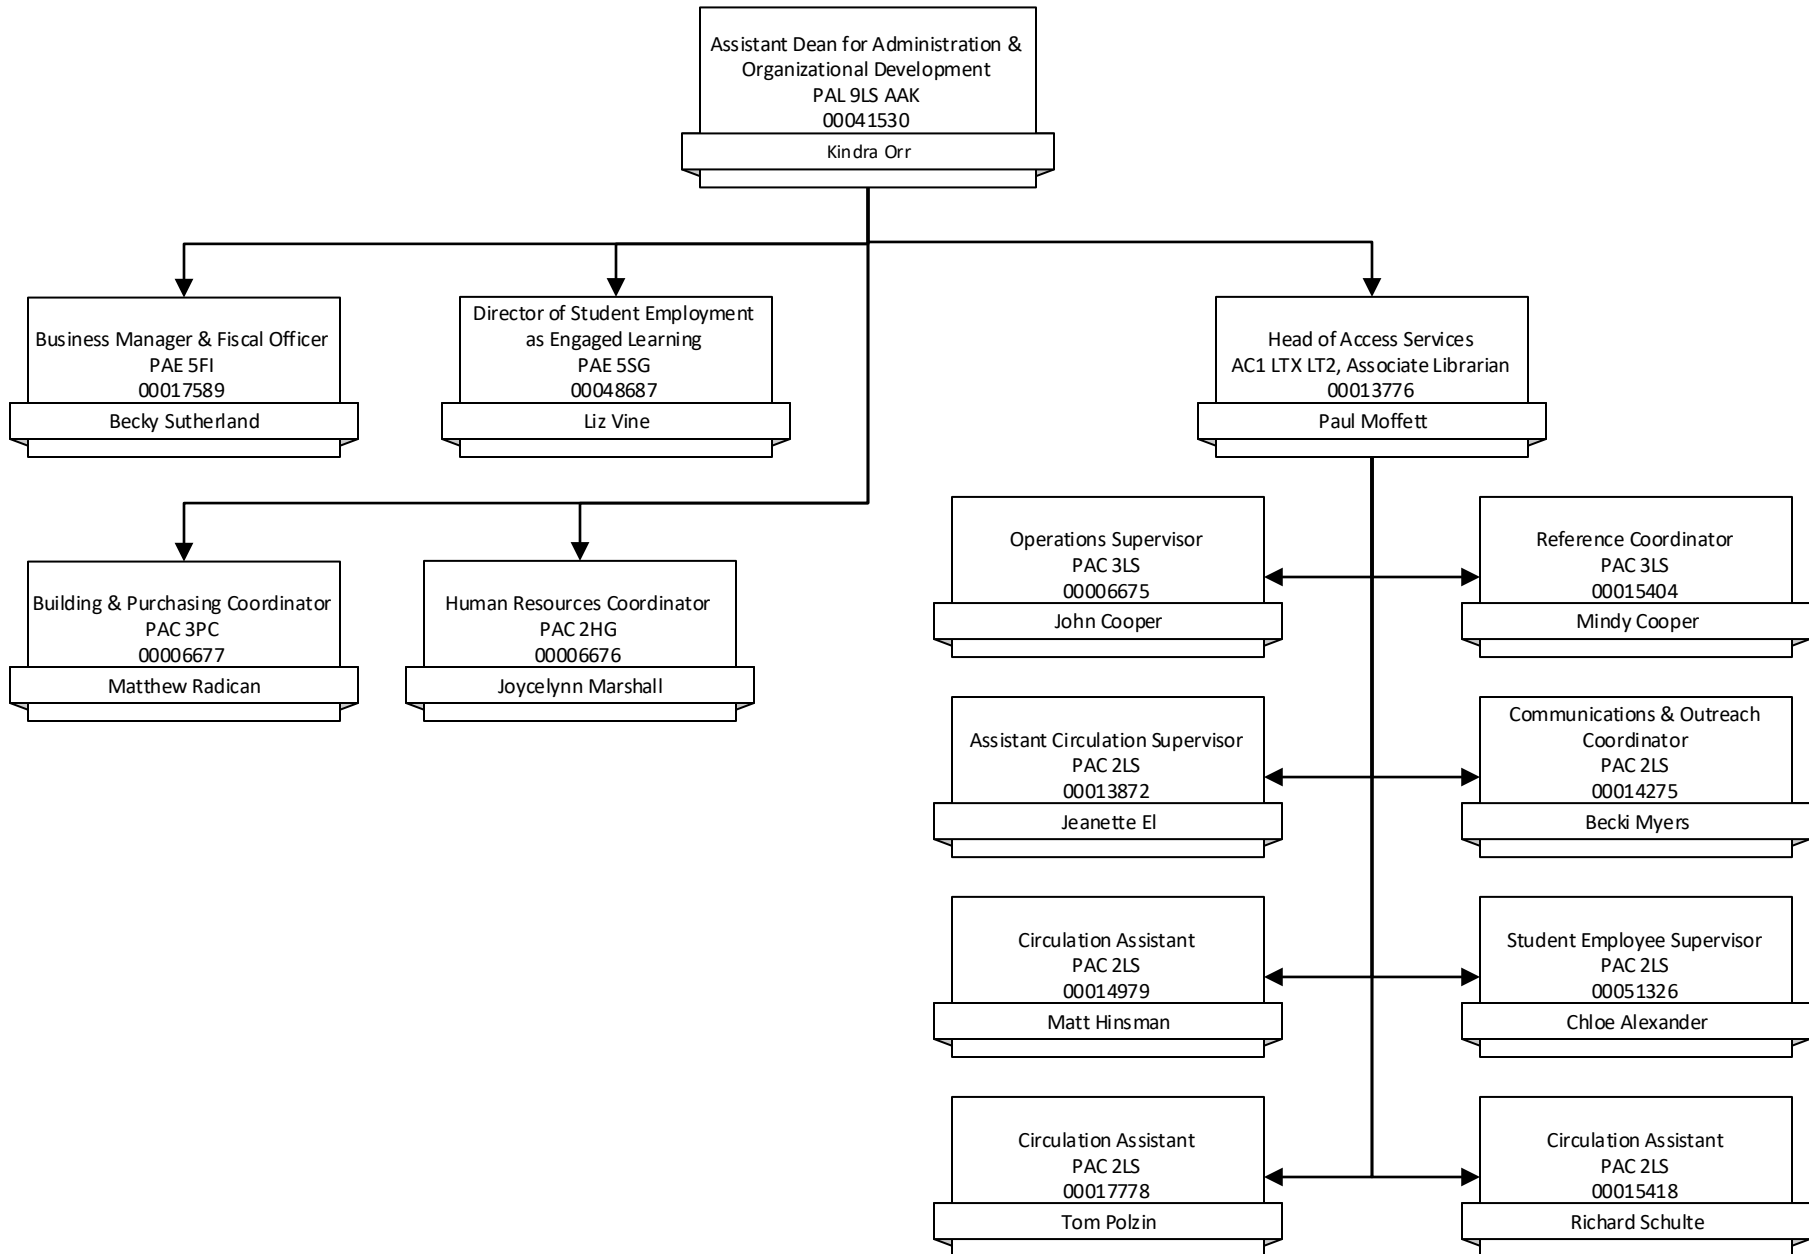 Assistant Dean for Administration &
Organizational Development
PAL 9LS AAK
00041530
Kindra Orr
Business Manager & Fiscal Officer
PAE 5FI
00017589
Becky Sutherland
Director of Student Employment
as Engaged Learning
PAE 5SG
00048687
Liz Vine
Head of Access Services
AC1 LTX LT2, Associate Librarian
00013776
Paul Moffett
Building & Purchasing Coordinator
PAC 3PC
00006677
Matthew Radican
Human Resources Coordinator
PAC 2HG
00006676
Joycelynn Marshall
Operations Supervisor
PAC 3LS
00006675
John Cooper
Reference Coordinator
PAC 3LS
00015404
Mindy Cooper
Assistant Circulation Supervisor
PAC 2LS
00013872
Jeanette El
Communications & Outreach
Coordinator
PAC 2LS
00014275
Becki Myers
Circulation Assistant
PAC 2LS
00014979
Matt Hinsman
Student Employee Supervisor
PAC 2LS
00051326
Chloe Alexander
Circulation Assistant
PAC 2LS
00017778
Tom Polzin
Circulation Assistant
PAC 2LS
00015418
Richard Schulte